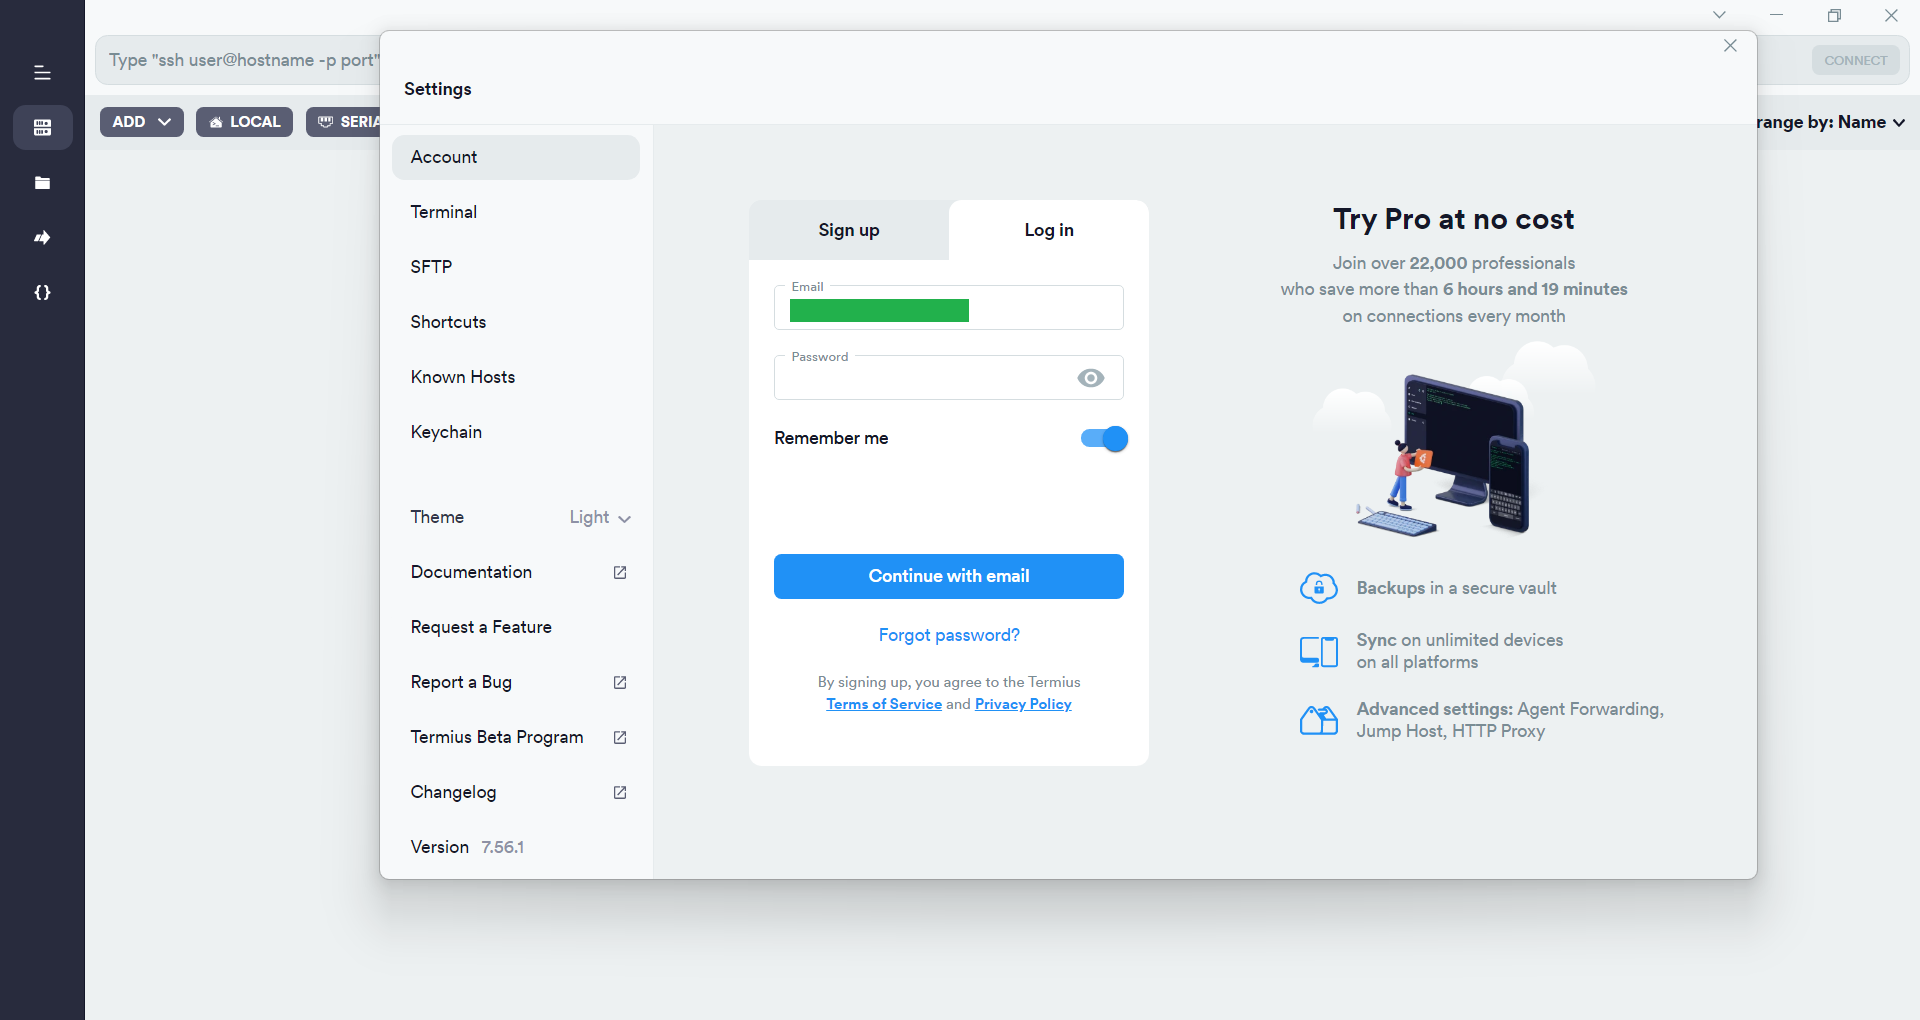 Type "ssh user@hostname -p port"
CONNECT
ADD
LOCAL
SERIA
range by: Name
Settings
Account
Terminal
SFTP
Shortcuts
Known Hosts
Keychain
Theme Light
Documentation
Request a Feature
Report a Bug
Termius Beta Program
Changelog
Version 7.56.1
Sign up
Log in
Email
Password
Remember me
Continue with email
Forgot password?
By signing up, you agree to the Termius
Terms of Service and Privacy Policy
Try Pro at no cost
Join over 22,000 professionals
who save more than 6 hours and 19 minutes
on connections every month
Backups in a secure vault
Sync on unlimited devices
on all platforms
Advanced settings: Agent Forwarding,
Jump Host, HTTP Proxy